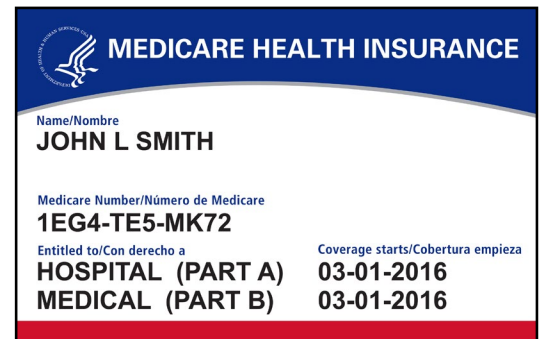 MEDICARE HEALTH INSURANCE
Name/Nombre
JOHN L SMITH
Medicare Number/Número de Medicare
1EG4-TE5-MK72
Entitled to/Con derecho a
HOSPITAL (PART A)
MEDICAL (PART B)
Coverage starts/Cobertura empieza
03-01-2016
03-01-2016